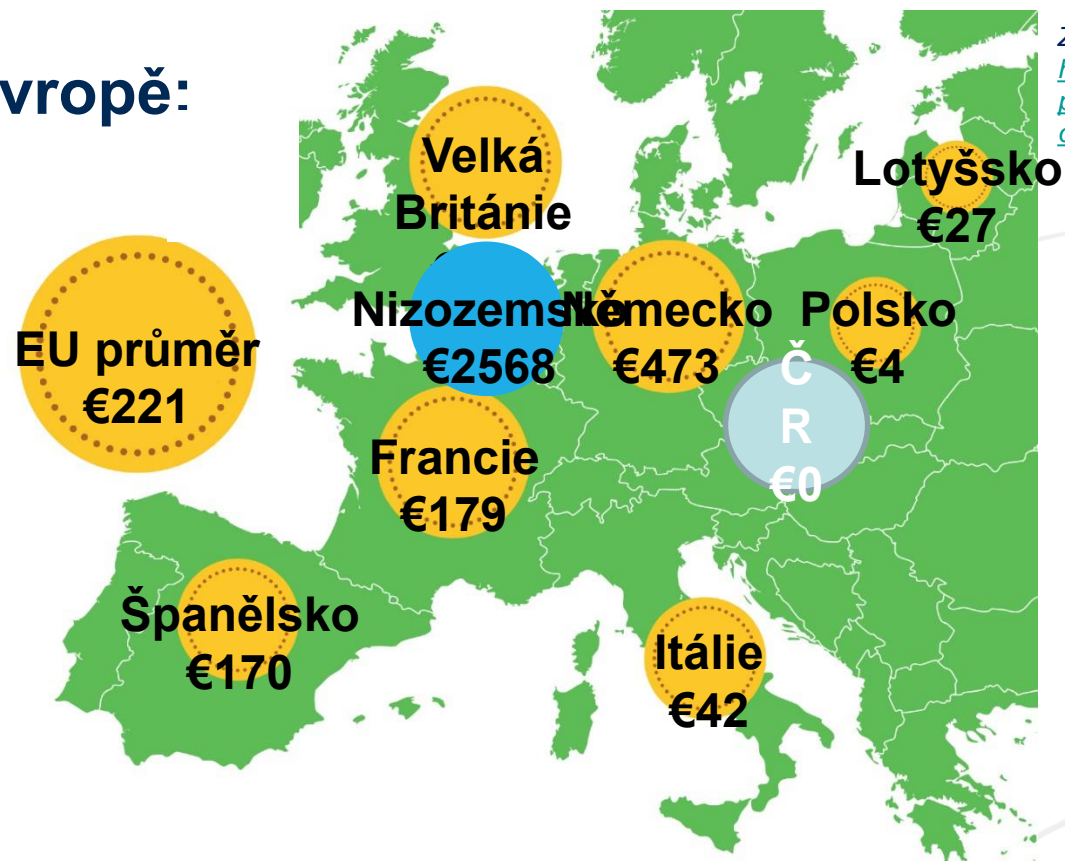 vropě:
Velká
Británie
Lotyšsko
€27
Nizozemsko
€2568
Německo
€473
Polsko
€4
EU průměr
€221
Č
R
€0
Francie
€179
Španělsko
€170
Itálie
€42